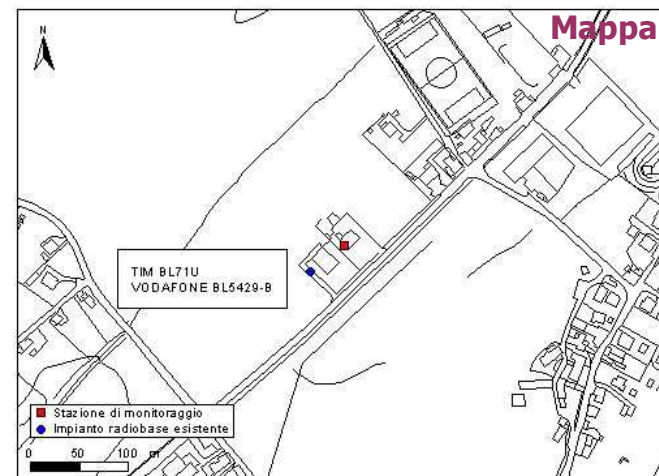 Mappa
N
TIM BL71U
VODAFONE BL5429-B
Stazione di monitoraggio
Impianto radiobase esistente
0 50 100 m